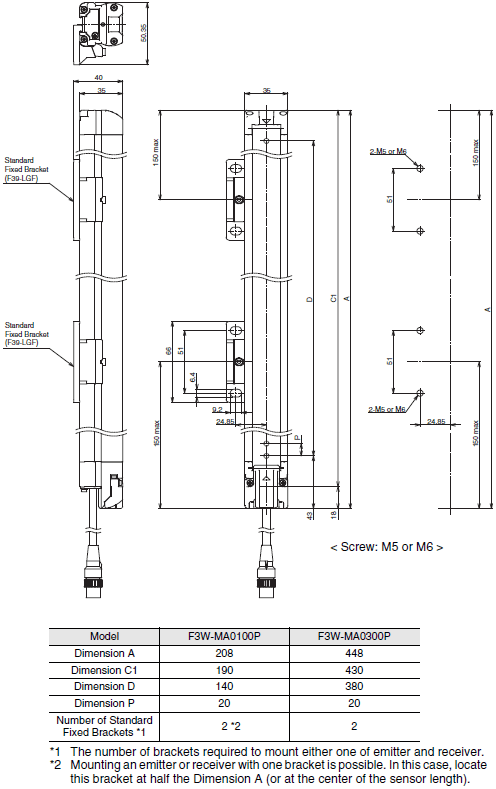 50.35
40
35
35
150 max
150 max
2-M5 or M6
Standard
Fixed Bracket
(F39-LGF)
51
D
C1
A
A
Standard
Fixed Bracket
(F39-LGF)
66
51
6.4
51
9.2
2-M5 or M6
24.85
24.85
150 max
150 max
P
43
18
< Screw: M5 or M6 >
Model F3W-MA0100P F3W-MA0300P
Dimension A 208 448
Dimension C1 190 430
Dimension D 140 380
Dimension P 20 20
Number of Standard
Fixed Brackets *1 2 *2 2
*1 The number of brackets required to mount either one of emitter and receiver.
*2 Mounting an emitter or receiver with one bracket is possible. In this case, locate
this bracket at half the Dimension A (or at the center of the sensor length).